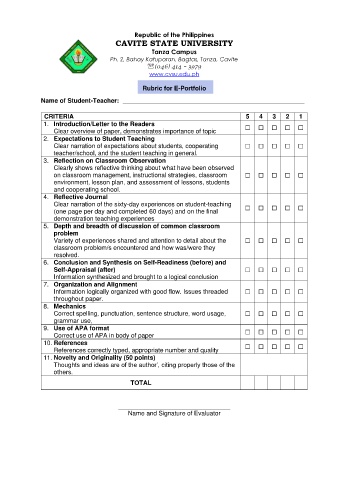 Republic of the Philippines
CAVITE STATE UNIVERSITY
Tanza Campus
Ph. 2, Bahay Katuparan, Bagtas, Tanza, Cavite
☏(046) 414 – 3979
www.cvsu.edu.ph
Rubric for E-Portfolio
Name of Student-Teacher: ____________________
CRITERIA 5 4 3 2 1
1. Introduction/Letter to the Readers
Clear overview of paper, demonstrates importance of topic ☐ ☐ ☐ ☐ ☐
2. Expectations to Student Teaching
Clear narration of expectations about students, cooperating ☐ ☐ ☐ ☐ ☐
teacher/school, and the student teaching in general.
3. Reflection on Classroom Observation
Clearly shows reflective thinking about what have been observed
on classroom management, instructional strategies, classroom ☐ ☐ ☐ ☐ ☐
environment, lesson plan, and assessment of lessons, students
and cooperating school.
4. Reflective Journal
Clear narration of the sixty-day experiences on student-teaching
(one page per day and completed 60 days) and on the final ☐ ☐ ☐ ☐ ☐
demonstration teaching experiences
5. Depth and breadth of discussion of common classroom
problem
Variety of experiences shared and attention to detail about the ☐ ☐ ☐ ☐ ☐
classroom problem/s encountered and how was/were they
resolved.
6. Conclusion and Synthesis on Self-Readiness (before) and
Self-Appraisal (after) ☐ ☐ ☐ ☐ ☐
Information synthesized and brought to a logical conclusion
7. Organization and Alignment
Information logically organized with good flow. Issues threaded ☐ ☐ ☐ ☐ ☐
throughout paper.
8. Mechanics
Correct spelling, punctuation, sentence structure, word usage, ☐ ☐ ☐ ☐ ☐
grammar use,
9. Use of APA format
Correct use of APA in body of paper ☐ ☐ ☐ ☐ ☐
10. References
References correctly typed, appropriate number and quality ☐ ☐ ☐ ☐ ☐
11. Novelty and Originality (50 points)
Thoughts and ideas are of the author', citing properly those of the
others.
TOTAL
____________________
Name and Signature of Evaluator